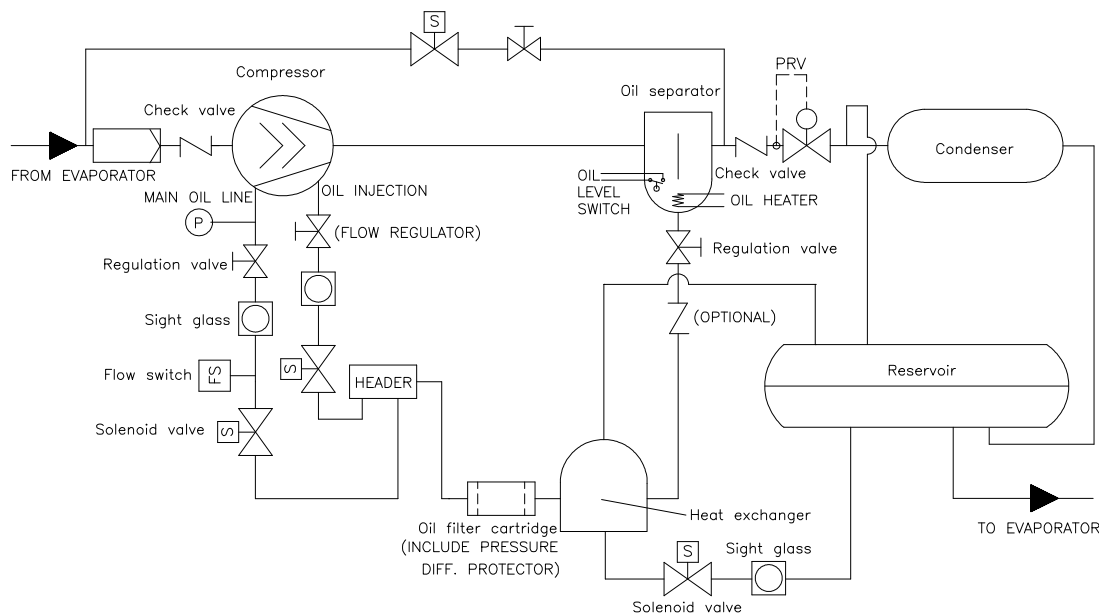 S
PRV
Compressor
Oil separator
Check valve
Condenser
FROM EVAPORATOR
Check valve
OIL
LEVEL
SWITCH
OIL HEATER
MAIN OIL LINE
OIL INJECTION
P
(FLOW REGULATOR)
Regulation valve
Regulation valve
Sight glass
(OPTIONAL)
Flow switch
FS
S
HEADER
Reservoir
Solenoid valve
S
Heat exchanger
Oil filter cartridge
(INCLUDE PRESSURE
DIFF. PROTECTOR)
TO EVAPORATOR
S
Sight glass
Solenoid valve